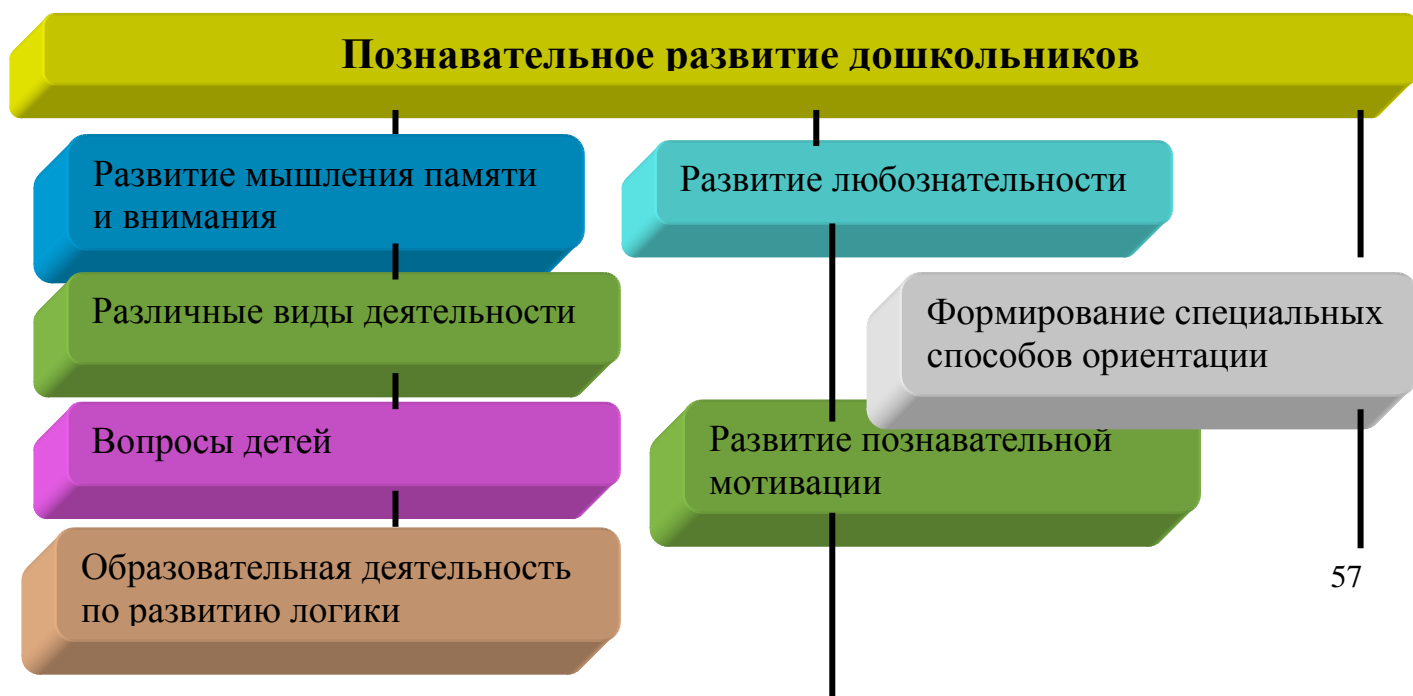 Познавательное развитие дошкольников
Развитие мышления памяти
и внимания
Различные виды деятельности
Вопросы детей
Образовательная деятельность
по развитию логики
Развитие любознательности
Формирование специальных
способов ориентации
Развитие познавательной
мотивации
57